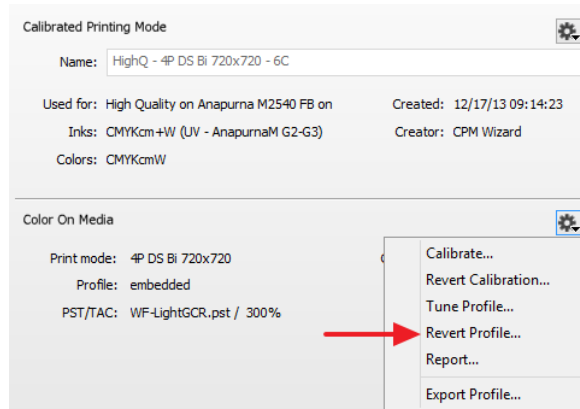 Calibrated Printing Mode
Name: HighQ - 4P DS Bi 720x720 - 6C
Used for: High Quality on Anapurna M2540 FB on Created: 12/17/13 09:14:23
Inks: CMYKcm+W (UV - AnapurnaM G2-G3) Creator: CPM Wizard
Colors: CMYKcmW
Color On Media
Print mode: 4P DS Bi 720x720
Profile: embedded
PST/TAC: WF-LightGCR.pst / 300%
Calibrate...
Revert Calibration...
Tune Profile...
Revert Profile...
Report...
Export Profile...